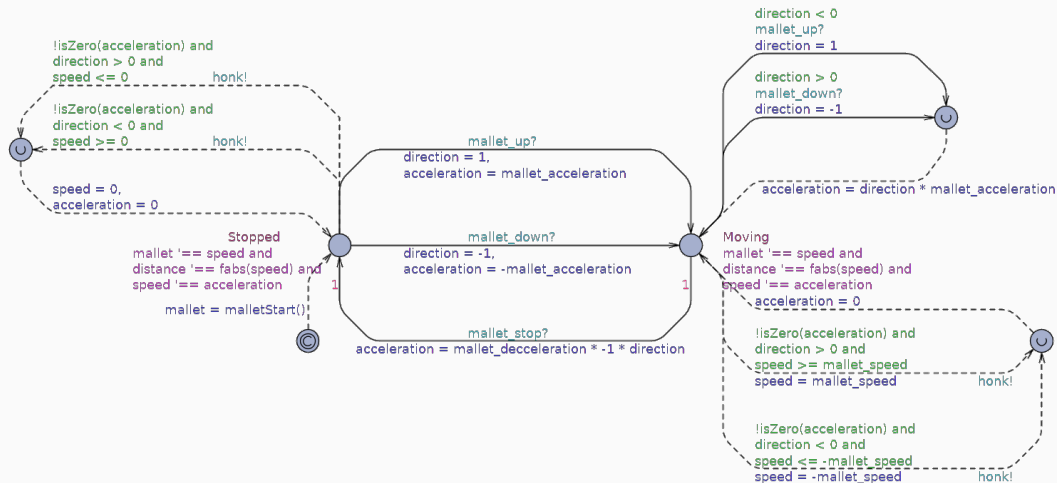 direction < 0
mallet_up?
direction = 1
!isZero(acceleration) and
direction > 0 and
speed <= 0 honk!
direction > 0
mallet_down?
direction = -1
!isZero(acceleration) and
direction < 0 and
speed >= 0 honk!
U
U
mallet_up?
direction = 1,
acceleration = mallet_acceleration
speed = 0,
acceleration = 0
acceleration = direction * mallet_acceleration
Stopped
mallet '== speed and
distance '== fabs(speed) and
speed '== acceleration
mallet_down?
direction = -1,
acceleration = -mallet_acceleration
Moving
mallet '== speed and
distance '== fabs(speed) and
speed '== acceleration
1
1
mallet = malletStart()
C
acceleration = 0
mallet_stop?
acceleration = mallet_decceleration * -1 * direction
U
!isZero(acceleration) and
direction > 0 and
speed >= mallet_speed
speed = mallet_speed honk!
!isZero(acceleration) and
direction < 0 and
speed <= -mallet_speed
speed = -mallet_speed honk!